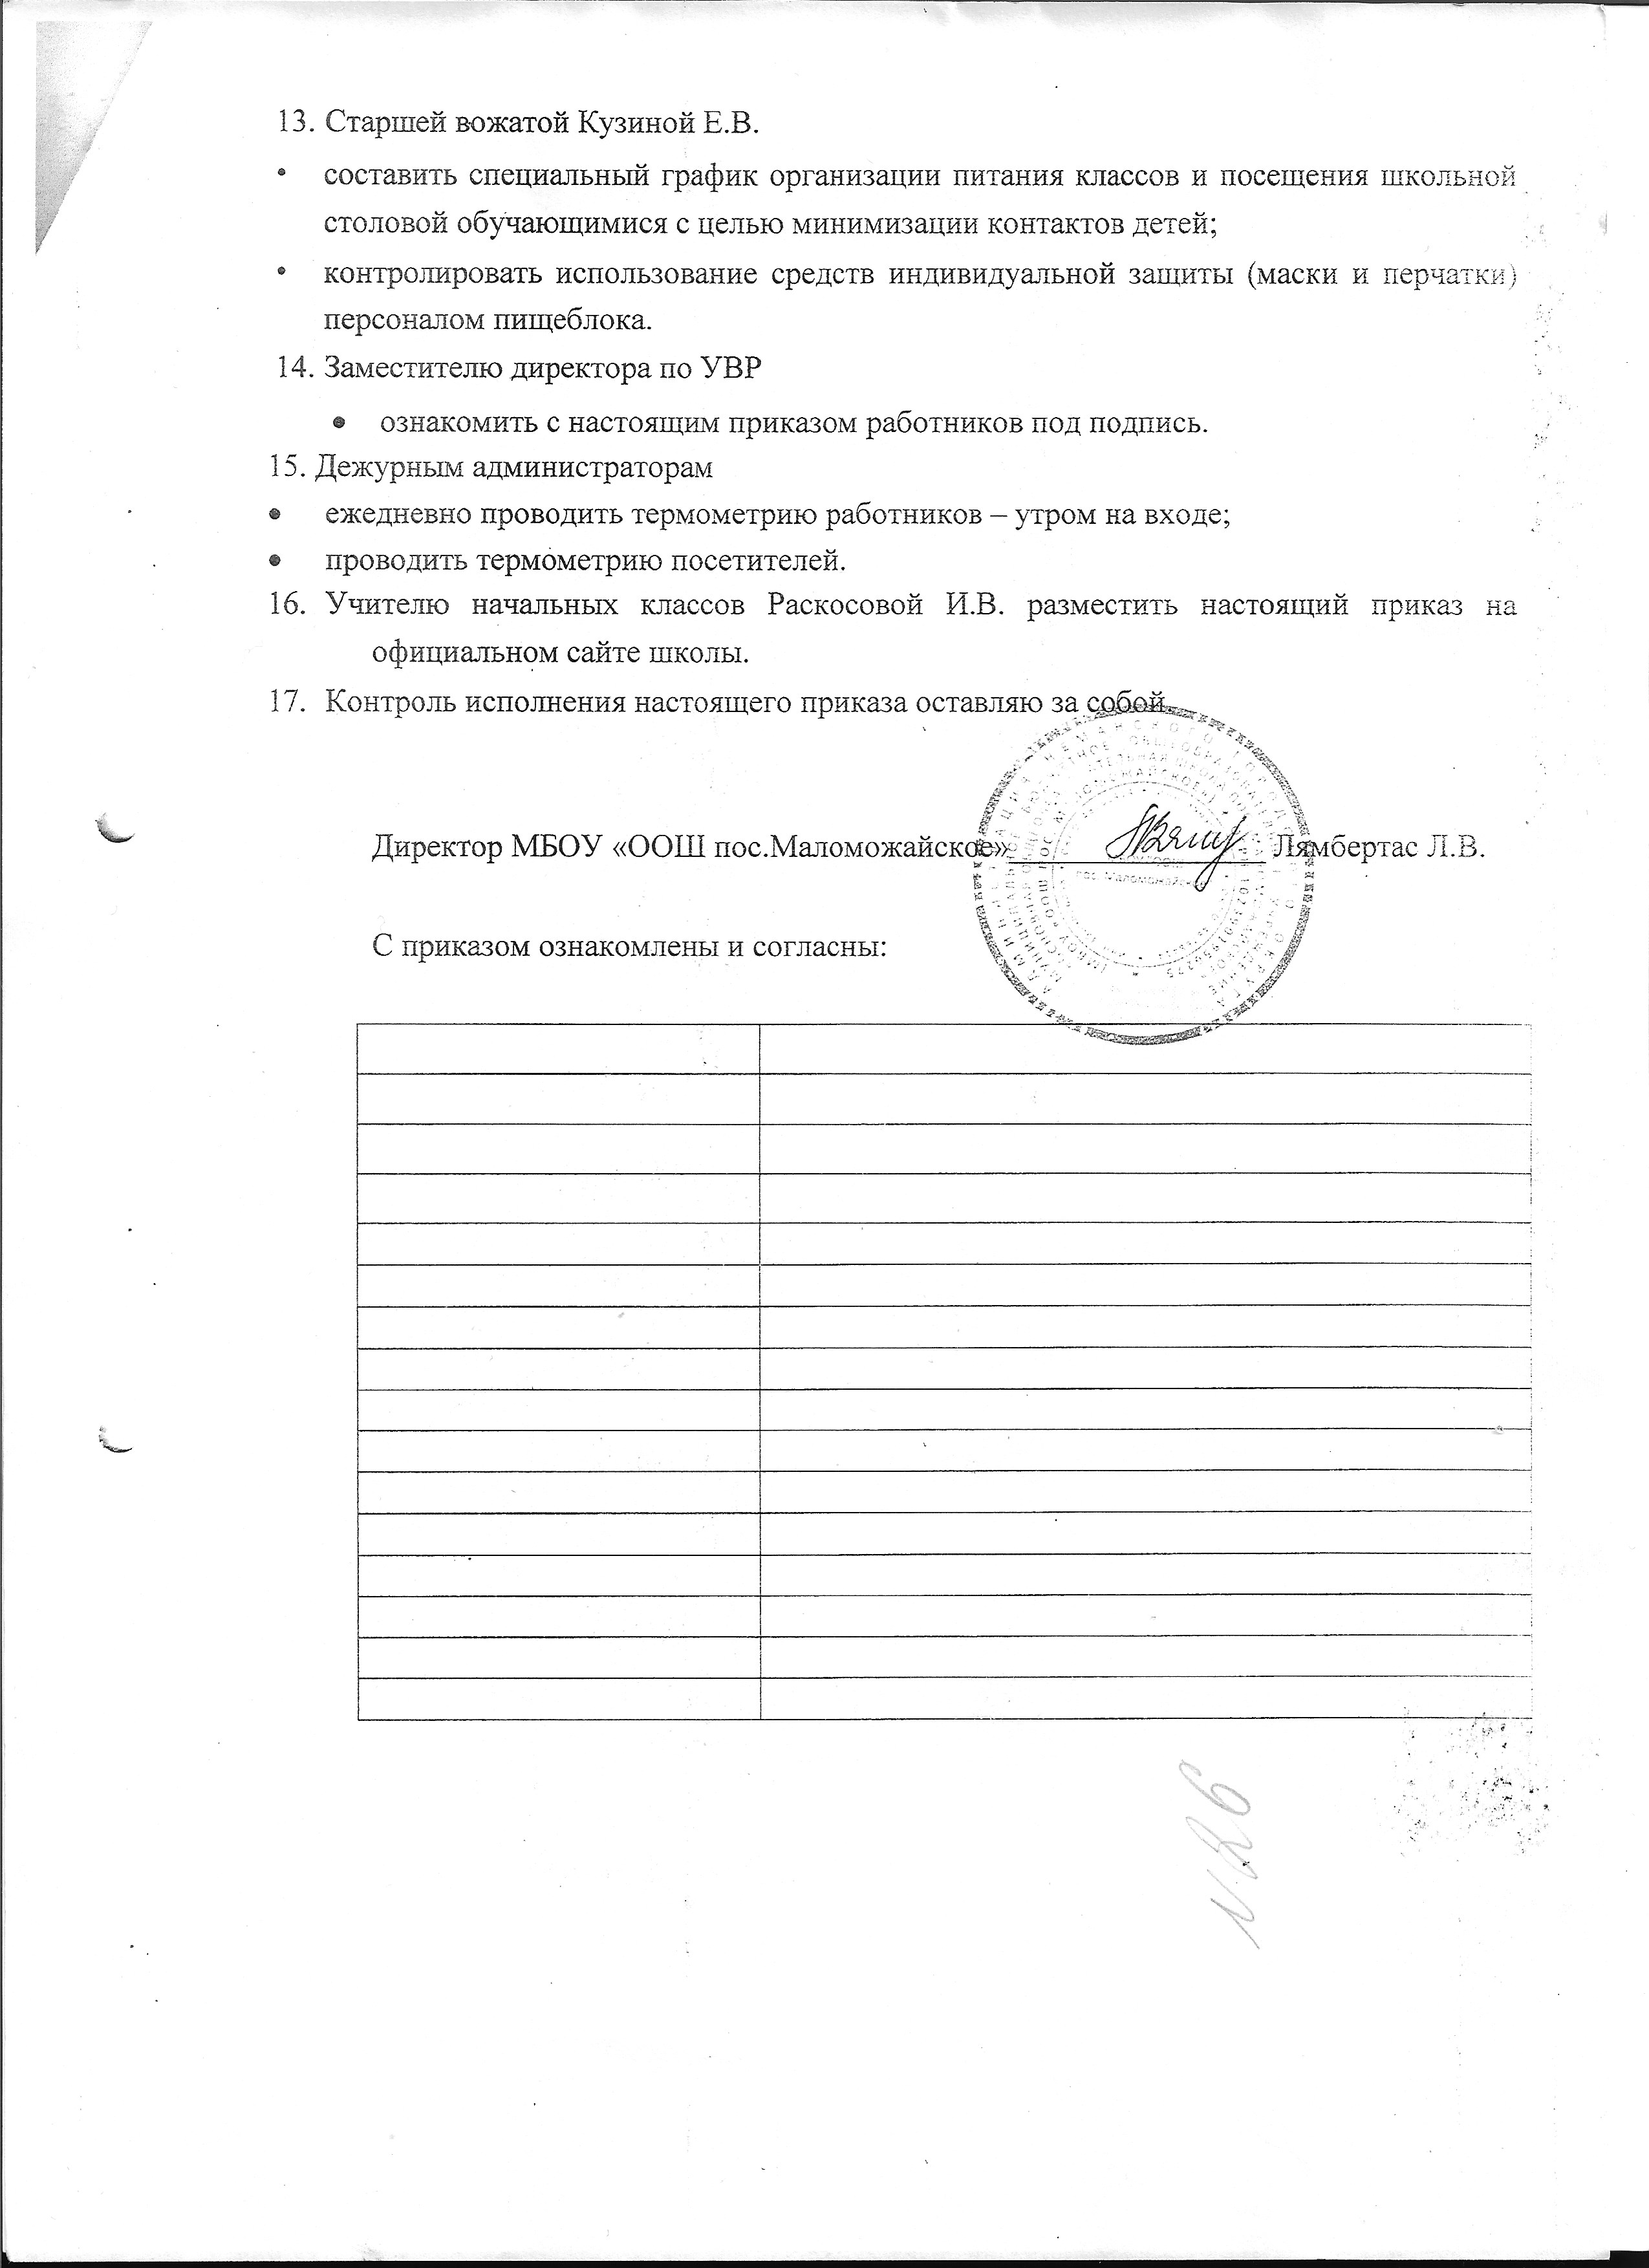 13. Старшей вожатой Кузиной Е.В.
• составить специальный график организации питания классов и посещения школьной
столовой обучающимися с целью минимизации контактов детей;
• контролировать использование средств индивидуальной защиты (маски и перчатки)
персоналом пищеблока.
14. Заместителю директора по УВР
• ознакомить с настоящим приказом работников под подпись.
15. Дежурным администраторам
• ежедневно проводить термометрию работников – утром на входе;
• проводить термометрию посетителей.
16. Учителю начальных классов Раскосовой И.В. разместить настоящий приказ на
официальном сайте школы.
17. Контроль исполнения настоящего приказа оставляю за собой.
Директор МБОУ «ООШ пос.Маломожайское» Лямбертас Л.В.
пос. Маломожайское
С приказом ознакомлены и согласны: